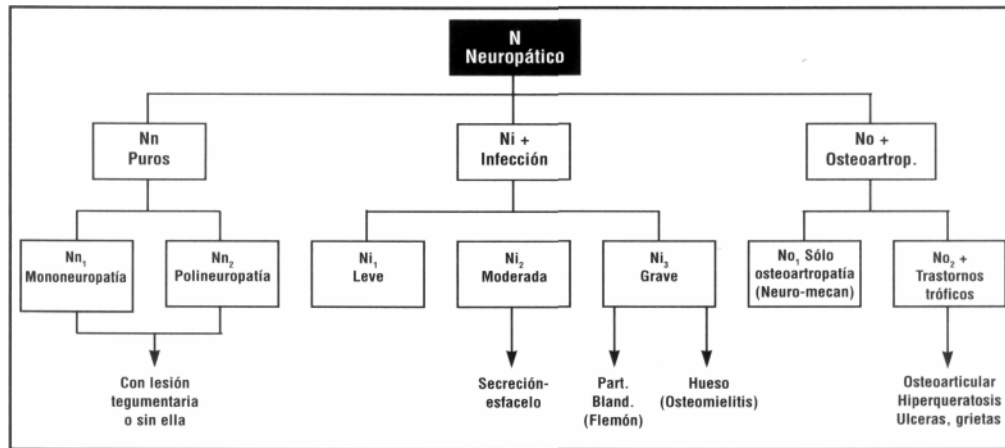 N
Neuropático
Nn
Puros
Ni +
Infección
No +
Osteoartrop.
Nn₁
Mononeuropatía
Nn₂
Polineuropatía
Ni₁
Leve
Ni₂
Moderada
Ni₃
Grave
No₁ Sólo
osteoartropatía
(Neuro-mecan)
No₂ +
Trastornos
tróficos
Con lesión
tegumentaria
o sin ella
Secreción-
esfacelo
Part.
Bland.
(Flemón)
Hueso
(Osteomielitis)
Osteoarticular
Hiperqueratosis
Ulceras, grietas